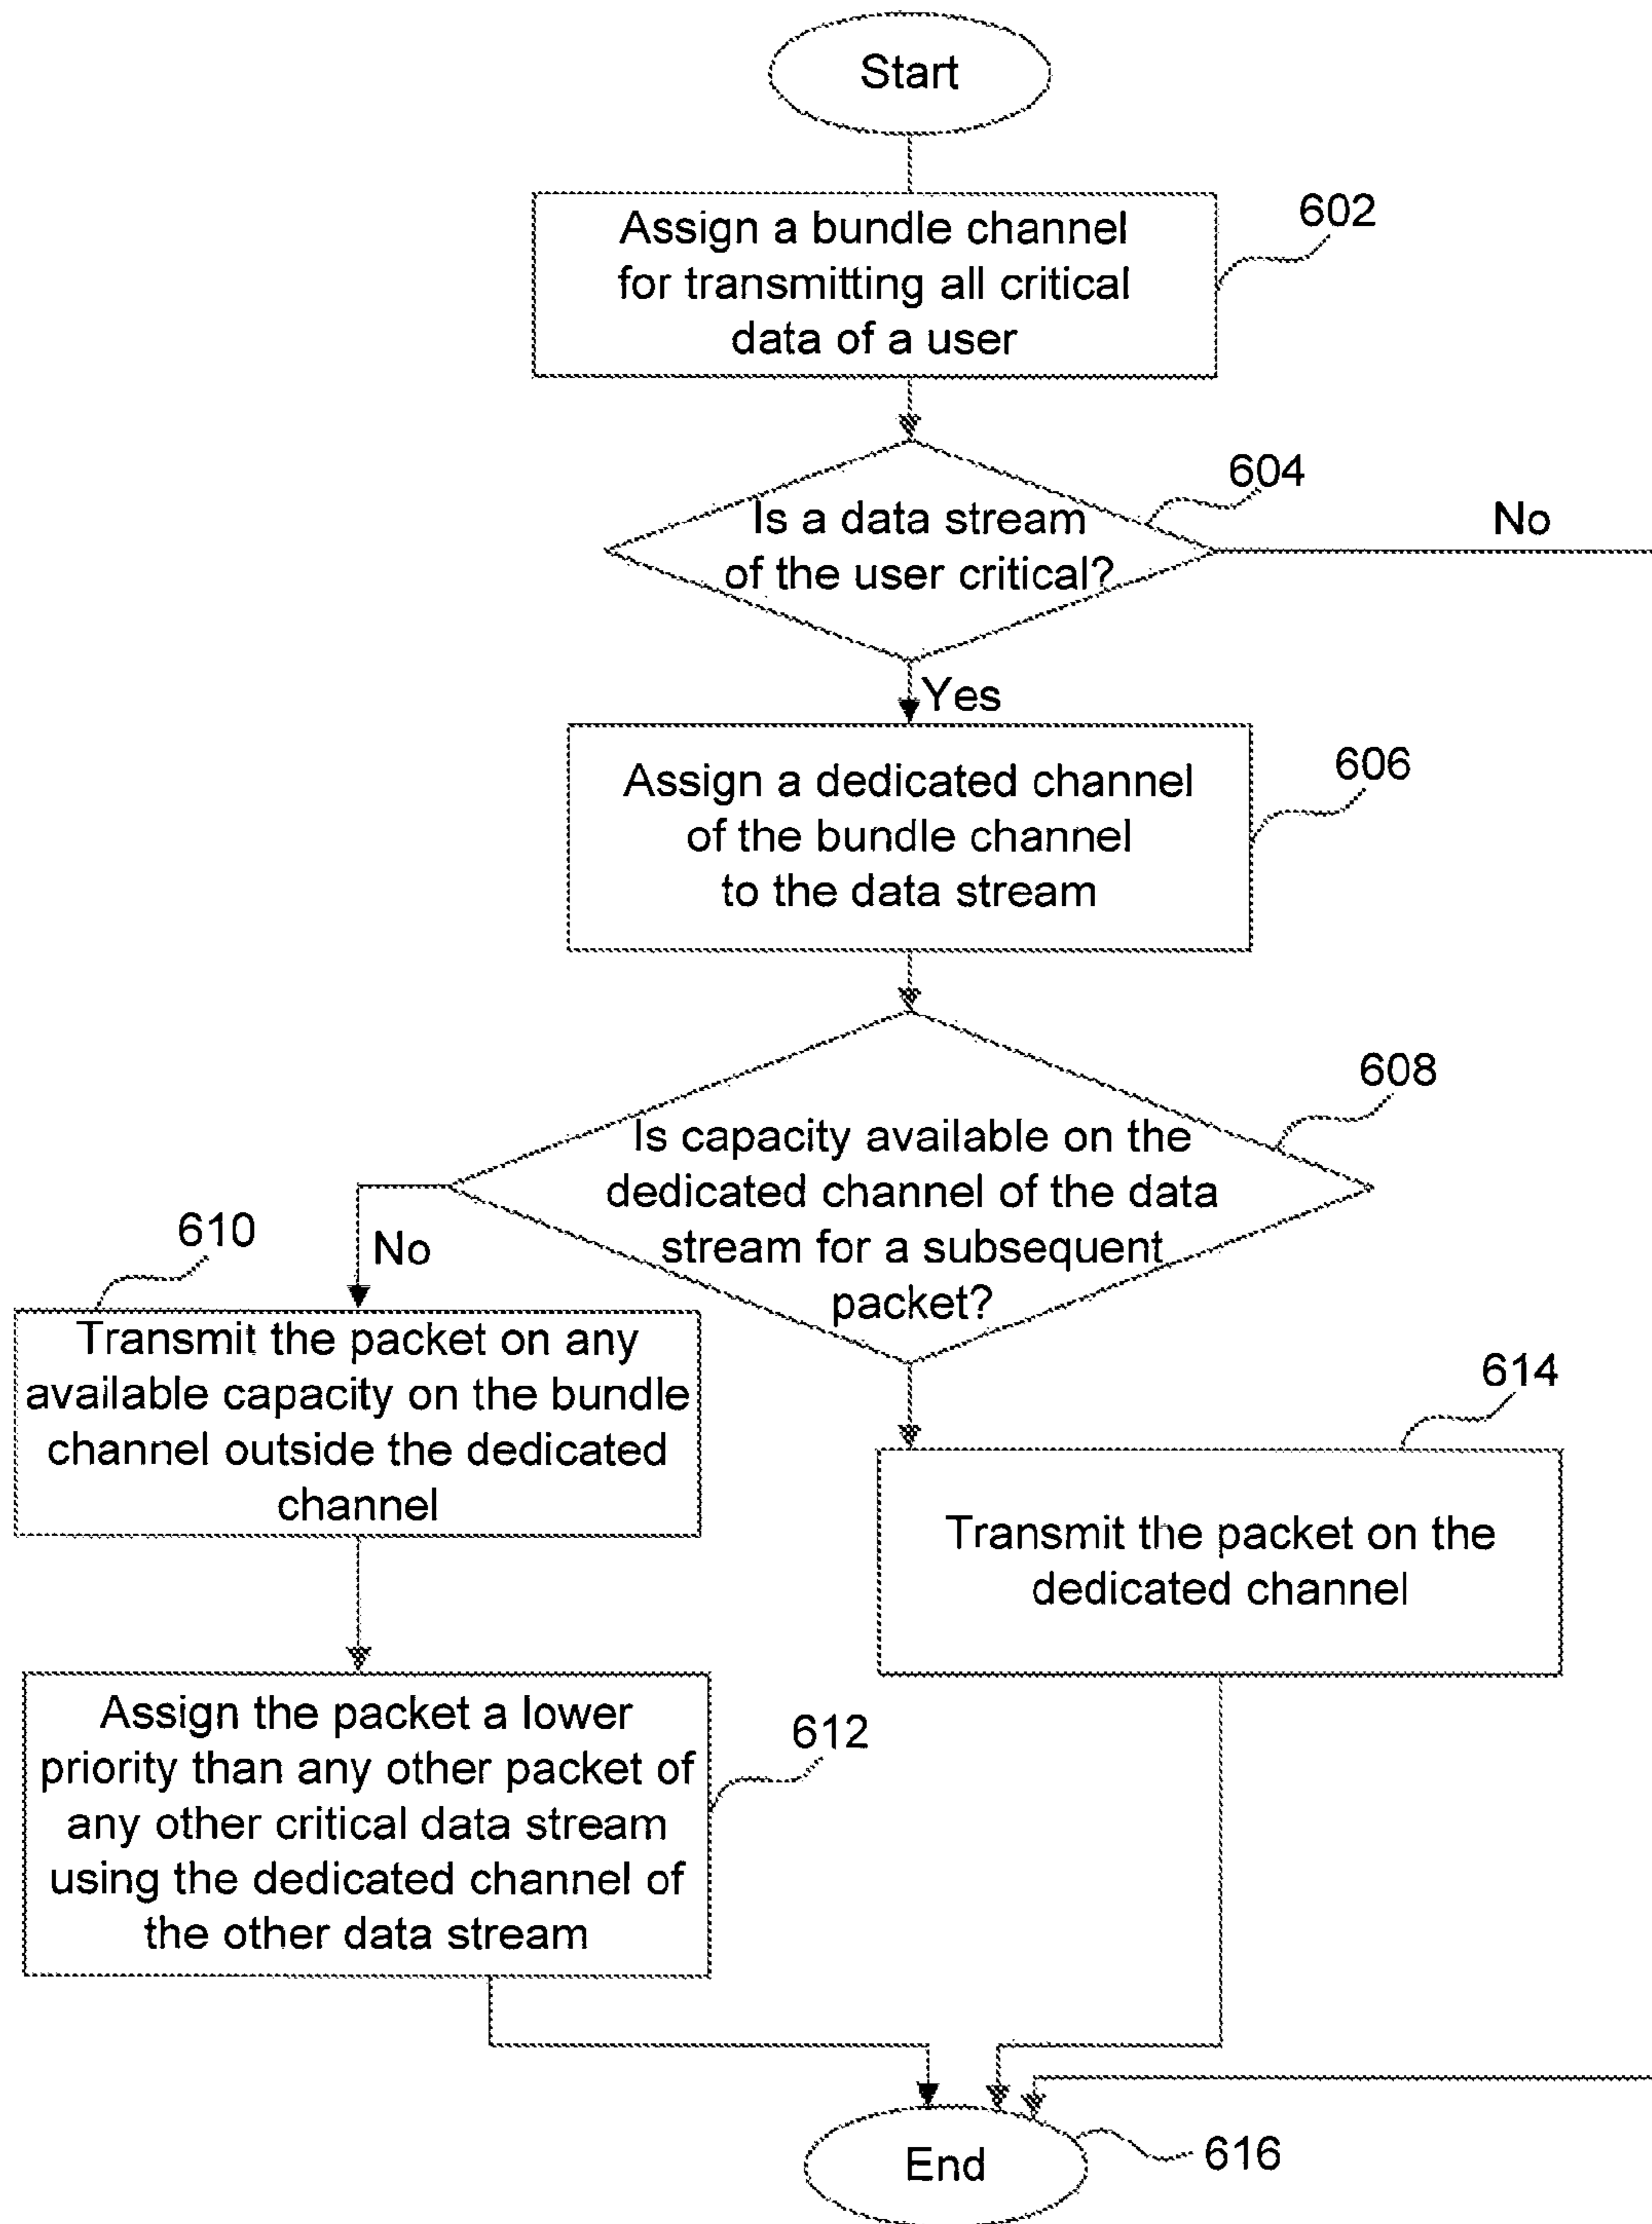 Start
Assign a bundle channel
for transmitting all critical
data of a user
602
Is a data stream
of the user critical?
604
No
Yes
Assign a dedicated channel
of the bundle channel
to the data stream
606
Is capacity available on the
dedicated channel of the data
stream for a subsequent
packet?
608
No
610
Transmit the packet on any
available capacity on the bundle
channel outside the dedicated
channel
614
Transmit the packet on the
dedicated channel
Assign the packet a lower
priority than any other packet of
any other critical data stream
using the dedicated channel of
the other data stream
612
End
616